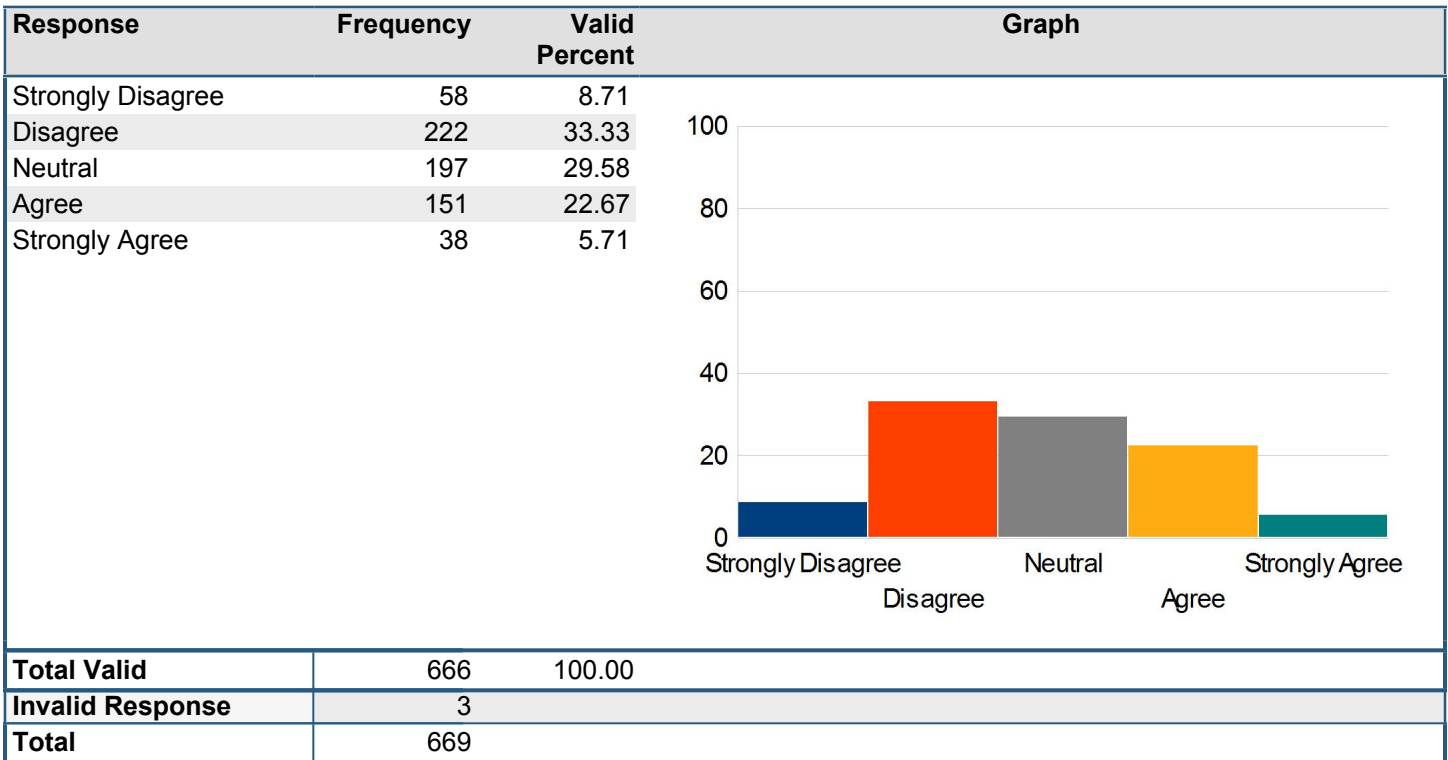 Response Frequency Valid Percent Graph
Strongly Disagree 58 8.71
Disagree 222 33.33
Neutral 197 29.58
Agree 151 22.67
Strongly Agree 38 5.71
100
80
60
40
20
0
Strongly Disagree Neutral Strongly Agree
Disagree Agree
Total Valid 666 100.00
Invalid Response 3
Total 669